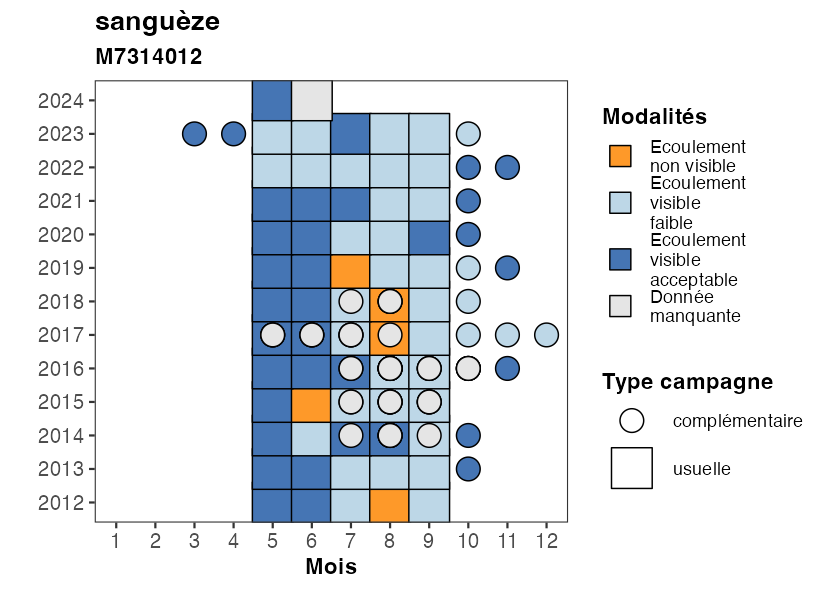 sanguèze
M7314012
2024
2023
2022
2021
2020
2019
2018
2017
2016
2015
2014
2013
2012
1 2 3 4 5 6 7 8 9 10 11 12
Mois
Modalités
Ecoulement
non visible
Ecoulement
visible
faible
Ecoulement
visible
acceptable
Donnée
manquante
Type campagne
complémentaire
usuelle